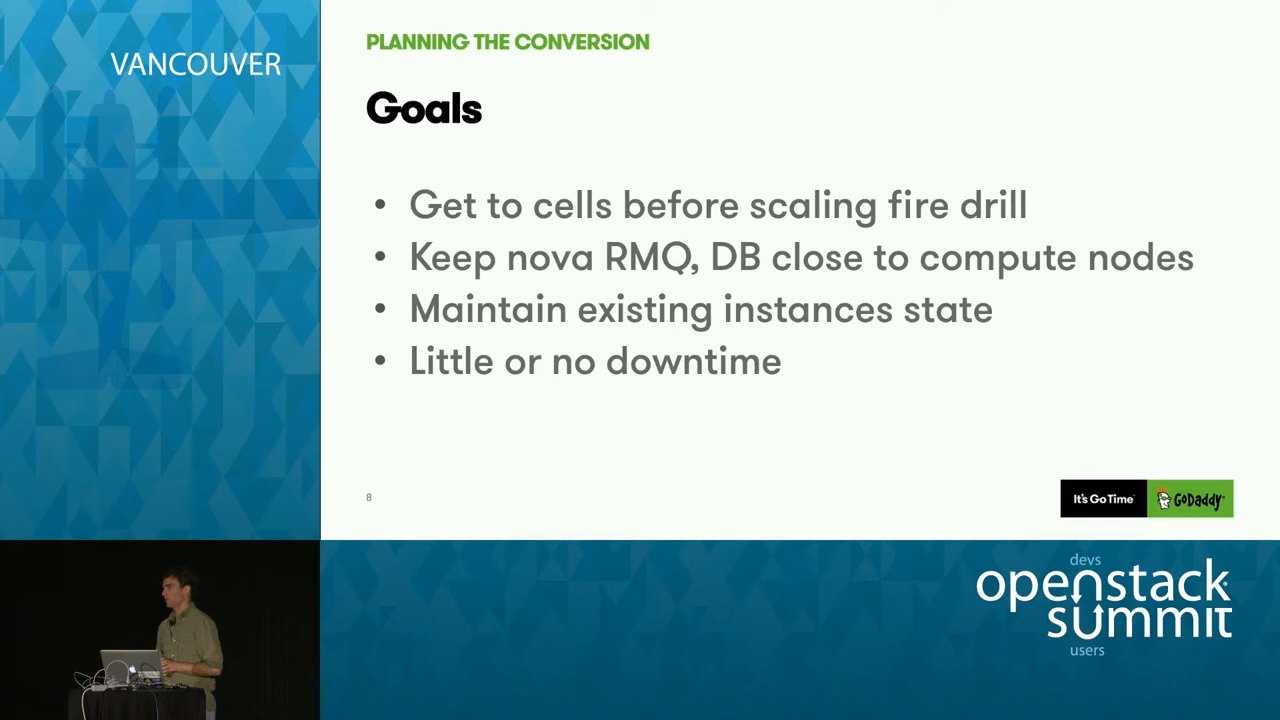 VANCOUVER
PLANNING THE CONVERSION
Goals
• Get to cells before scaling fire drill
• Keep nova RMQ, DB close to compute nodes
• Maintain existing instances state
• Little or no downtime
8
It's Go Time
GoDaddy
devs
openstack
summit
users